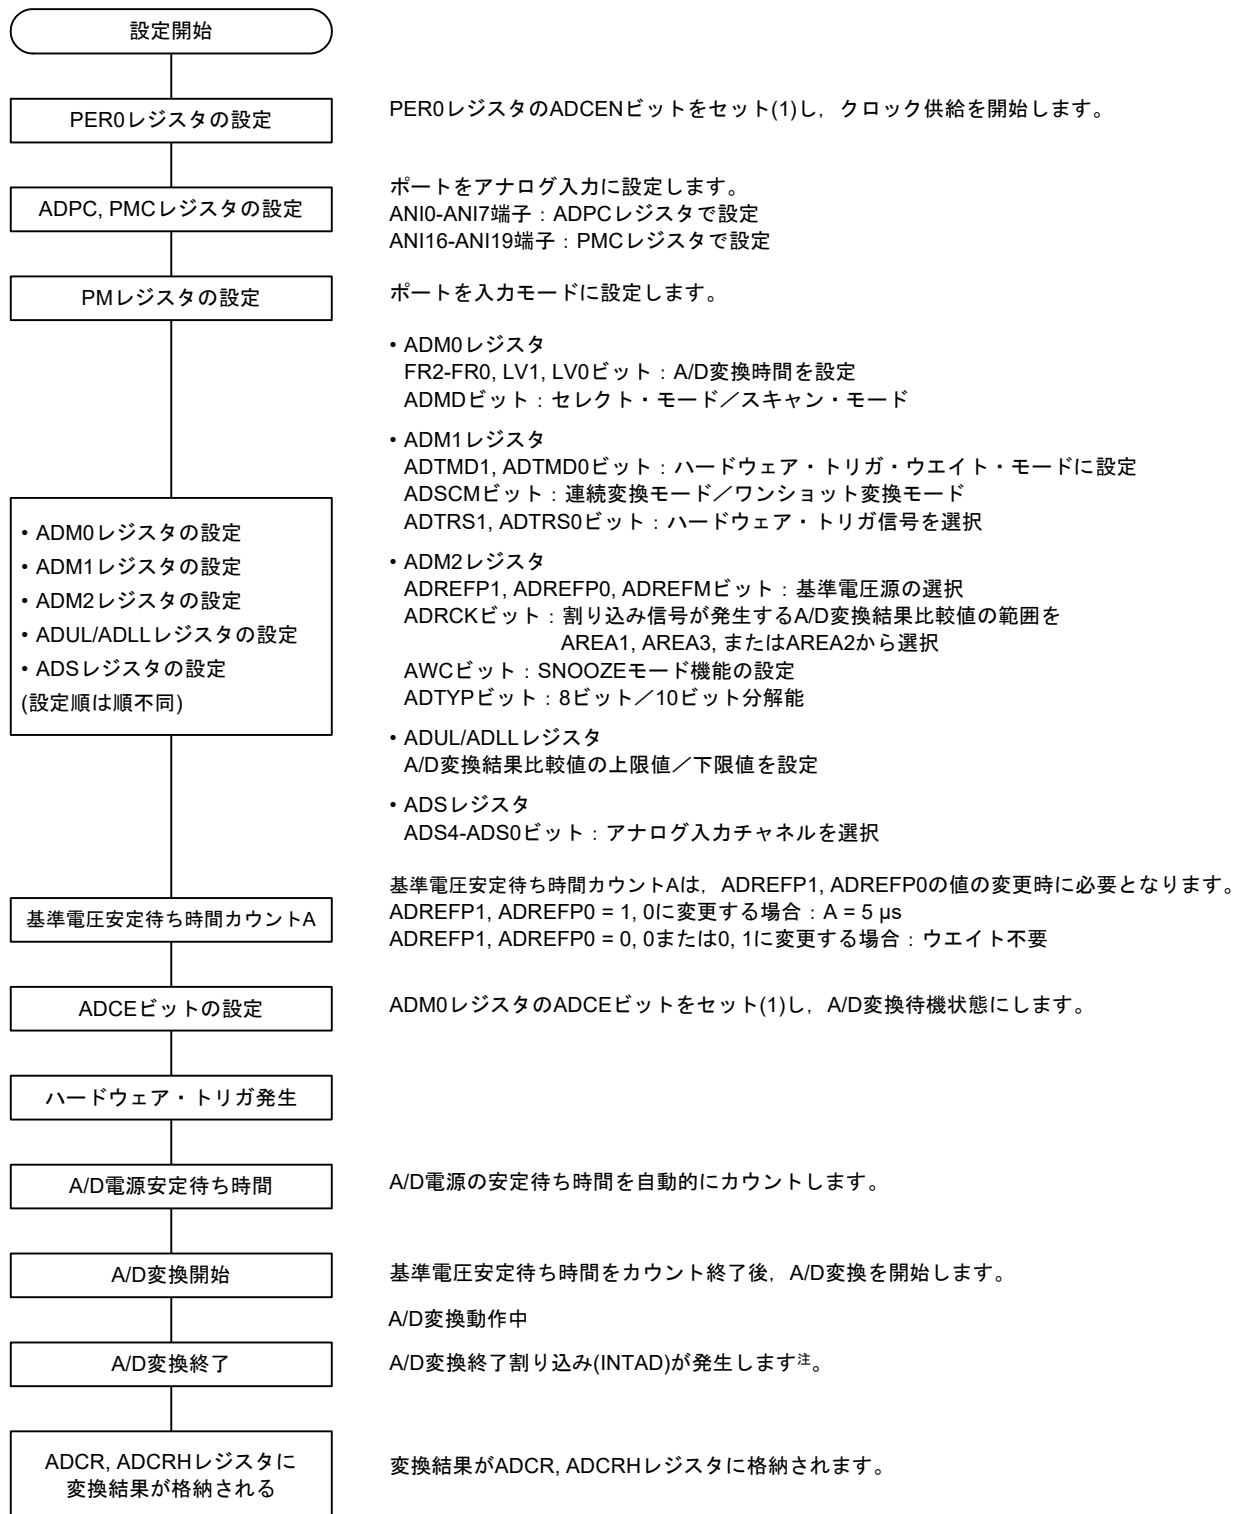 設定開始
PER0レジスタの設定
PER0レジスタのADCENビットをセット(1)し，クロック供給を開始します。
ADPC, PMCレジスタの設定
ポートをアナログ入力に設定します。
ANI0-ANI7端子：ADPCレジスタで設定
ANI16-ANI19端子：PMCレジスタで設定
PMレジスタの設定
ポートを入力モードに設定します。
• ADM0レジスタの設定
• ADM1レジスタの設定
• ADM2レジスタの設定
• ADUL/ADLLレジスタの設定
• ADSレジスタの設定
(設定順は順不同)
• ADM0レジスタ
FR2-FR0, LV1, LV0ビット：A/D変換時間を設定
ADMDビット：セレクト・モード／スキャン・モード
• ADM1レジスタ
ADTMD1, ADTMD0ビット：ハードウェア・トリガ・ウエイト・モードに設定
ADSCMビット：連続変換モード／ワンショット変換モード
ADTRS1, ADTRS0ビット：ハードウェア・トリガ信号を選択
• ADM2レジスタ
ADREFP1, ADREFP0, ADREFMビット：基準電圧源の選択
ADRCKビット：割り込み信号が発生するA/D変換結果比較値の範囲を
AREA1, AREA3, またはAREA2から選択
AWCビット：SNOOZEモード機能の設定
ADTYPビット：8ビット／10ビット分解能
• ADUL/ADLLレジスタ
A/D変換結果比較値の上限値／下限値を設定
• ADSレジスタ
ADS4-ADS0ビット：アナログ入力チャネルを選択
基準電圧安定待ち時間カウントA
基準電圧安定待ち時間カウントAは，ADREFP1, ADREFP0の値の変更時に必要となります。
ADREFP1, ADREFP0 = 1, 0に変更する場合：A = 5 µs
ADREFP1, ADREFP0 = 0, 0または0, 1に変更する場合：ウエイト不要
ADCEビットの設定
ADM0レジスタのADCEビットをセット(1)し，A/D変換待機状態にします。
ハードウェア・トリガ発生
A/D電源安定待ち時間
A/D電源の安定待ち時間を自動的にカウントします。
A/D変換開始
基準電圧安定待ち時間をカウント終了後，A/D変換を開始します。
A/D変換動作中
A/D変換終了
A/D変換終了割り込み(INTAD)が発生します注。
ADCR, ADCRHレジスタに
変換結果が格納される
変換結果がADCR, ADCRHレジスタに格納されます。